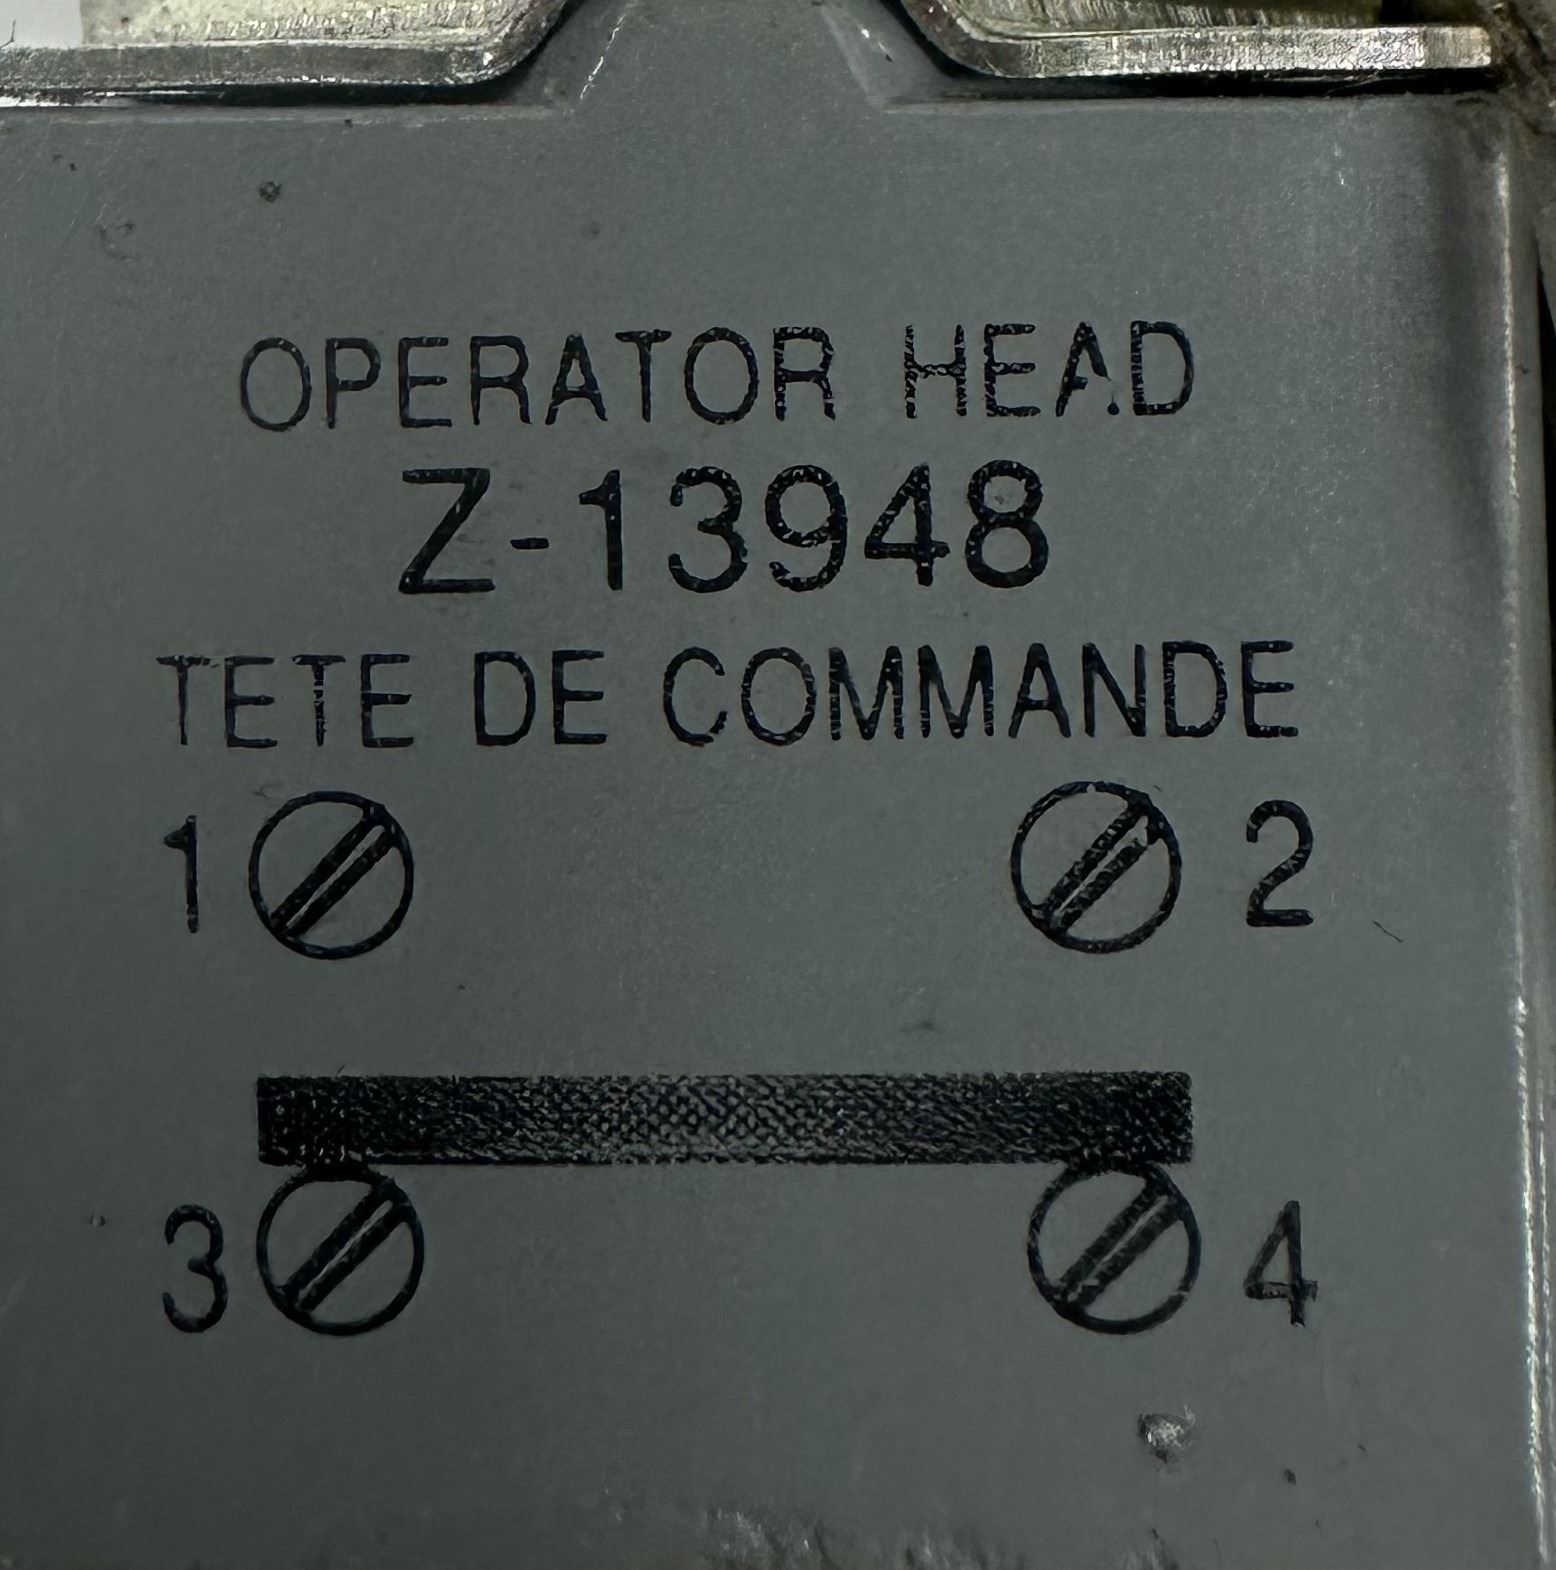 OPERATOR HEAD
Z-13948
TETE DE COMMANDE
1 2
3 4